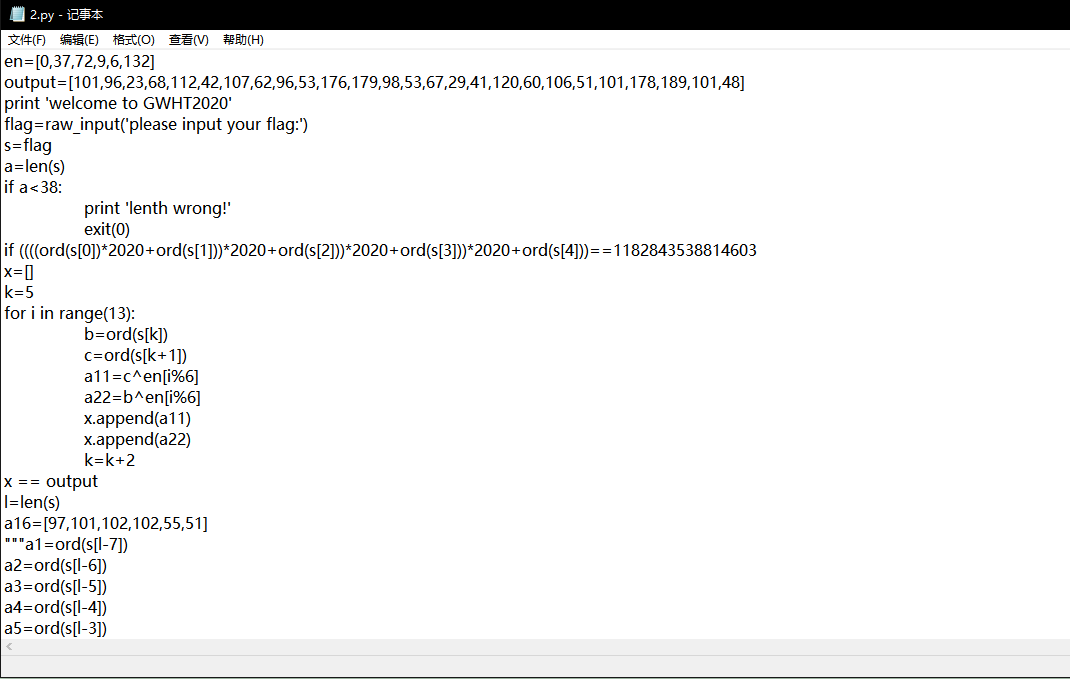 2.py - 记事本
文件(F) 编辑(E) 格式(O) 查看(V) 帮助(H)
en=[0,37,72,9,6,132]
output=[101,96,23,68,112,42,107,62,96,53,176,179,98,53,67,29,41,120,60,106,51,101,178,189,101,48]
print 'welcome to GWHT2020'
flag=raw_input('please input your flag:')
s=flag
a=len(s)
if a<38:
print 'lenth wrong!'
exit(0)
if ((((ord(s[0])*2020+ord(s[1]))*2020+ord(s[2]))*2020+ord(s[3]))*2020+ord(s[4]))==1182843538814603
x=[]
k=5
for i in range(13):
b=ord(s[k])
c=ord(s[k+1])
a11=c^en[i%6]
a22=b^en[i%6]
x.append(a11)
x.append(a22)
k=k+2
x == output
l=len(s)
a16=[97,101,102,102,55,51]
"""a1=ord(s[l-7])
a2=ord(s[l-6])
a3=ord(s[l-5])
a4=ord(s[l-4])
a5=ord(s[l-3])